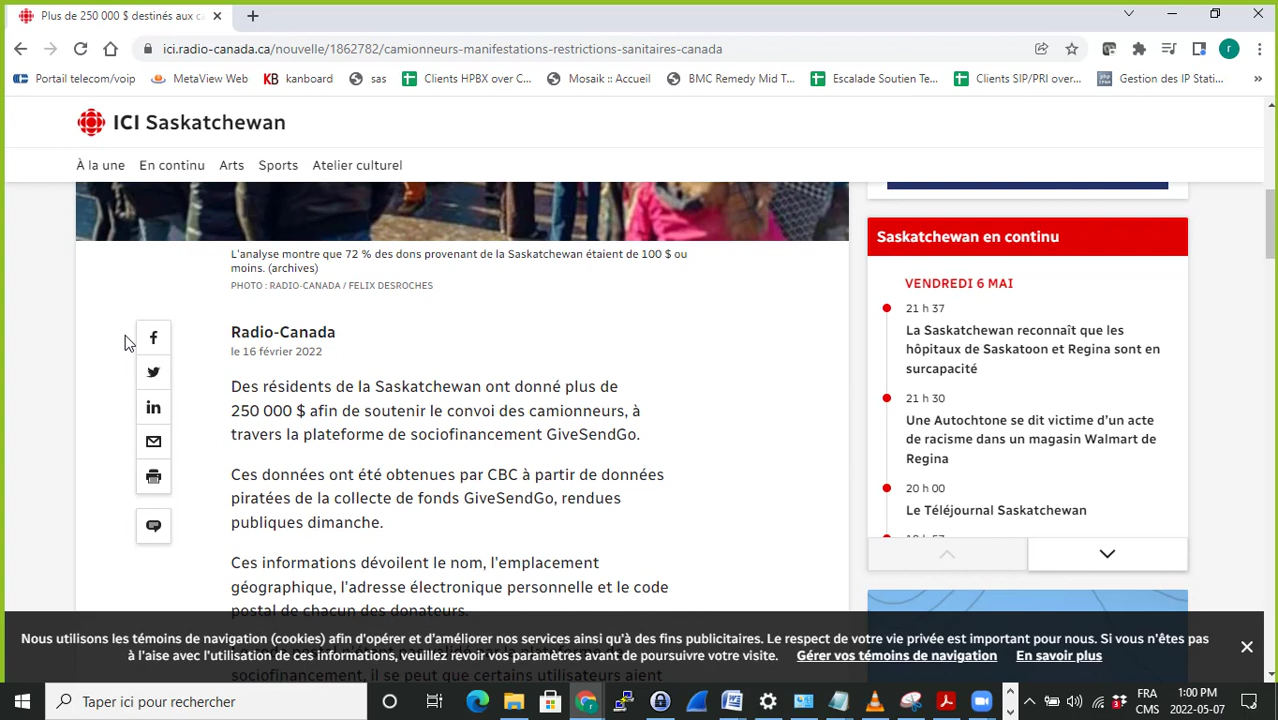 Plus de 250 000 $ destinés aux c
ici.radio-canada.ca/nouvelle/1862782/camionneurs-manifestations-restrictions-sanitaires-canada
r
Portail telecom/voip
MetaView Web
KB kanboard
sas
Clients HPBX over C...
Mosaik :: Accueil
BMC Remedy Mid T...
Escalade Soutien Te...
Clients SIP/PRI over...
Gestion des IP Stati...
»
ICI Saskatchewan
À la une
En continu
Arts
Sports
Atelier culturel
L'analyse montre que 72 % des dons provenant de la Saskatchewan étaient de 100 $ ou
moins. (archives)
PHOTO : RADIO-CANADA / FELIX DESROCHES
Radio-Canada
le 16 février 2022
Des résidents de la Saskatchewan ont donné plus de
250 000 $ afin de soutenir le convoi des camionneurs, à
travers la plateforme de sociofinancement GiveSendGo.
Ces données ont été obtenues par CBC à partir de données
piratées de la collecte de fonds GiveSendGo, rendues
publiques dimanche.
Ces informations dévoilent le nom, l'emplacement
géographique, l'adresse électronique personnelle et le code
postal de chacun des donateurs.
Saskatchewan en continu
VENDREDI 6 MAI
21 h 37
La Saskatchewan reconnaît que les
hôpitaux de Saskatoon et Regina sont en
surcapacité
21 h 30
Une Autochtone se dit victime d'un acte
de racisme dans un magasin Walmart de
Regina
20 h 00
Le Téléjournal Saskatchewan
Nous utilisons les témoins de navigation (cookies) afin d'opérer et d'améliorer nos services ainsi qu'à des fins publicitaires. Le respect de votre vie privée est important pour nous. Si vous n'êtes pas
à l'aise avec l'utilisation de ces informations, veuillez revoir vos paramètres avant de poursuivre votre visite.
Gérer vos témoins de navigation
En savoir plus
Taper ici pour rechercher
FRA
CMS
1:00 PM
2022-05-07